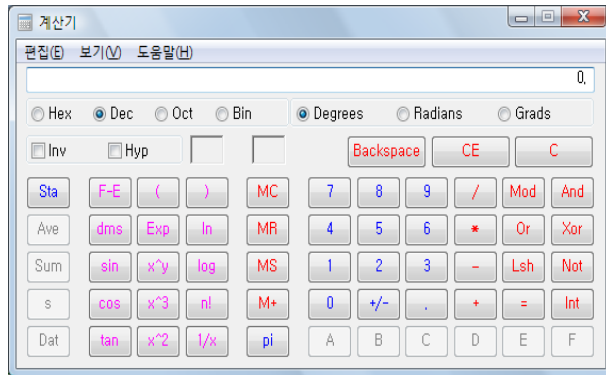 계산기
편집(E) 보기(V) 도움말(H)
0,
Hex Dec Oct Bin Degrees Radians Grads
Inv Hyp Backspace CE C
Sta F-E ( ) MC 7 8 9 / Mod And
Ave dms Exp ln MR 4 5 6 * Or Xor
Sum sin x^y log MS 1 2 3 - Lsh Not
s cos x^3 n! M+ 0 +/- , + = Int
Dat tan x^2 1/x pi A B C D E F